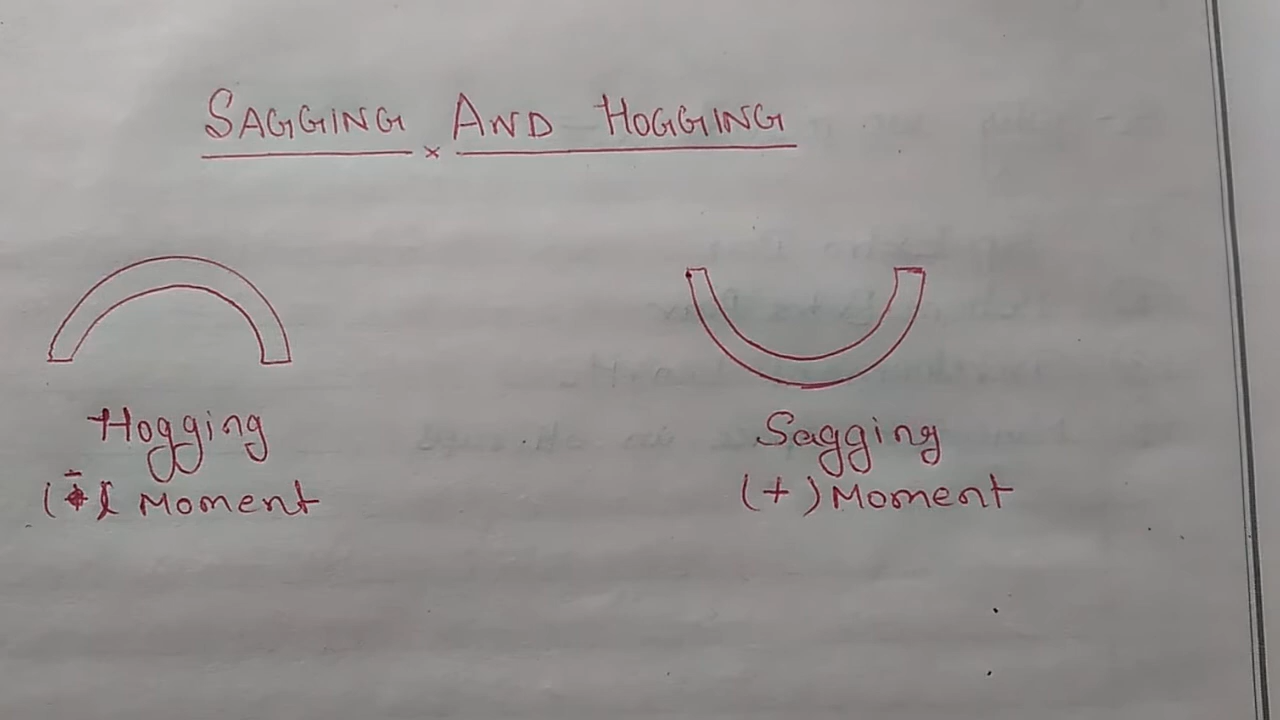 SAGGING AND HOGGING
Hogging
(-) Moment
Sagging
(+) Moment